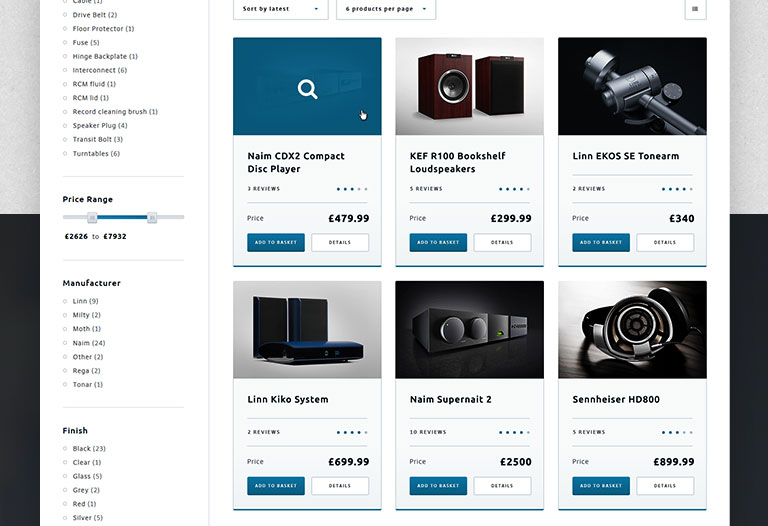 Cable (1)
Drive Belt (2)
Floor Protector (1)
Fuse (5)
Hinge Backplate (1)
Interconnect (6)
RCM fluid (1)
RCM lid (1)
Record cleaning brush (1)
Speaker Plug (4)
Transit Bolt (3)
Turntables (6)
Price Range
£2626 to £7932
Manufacturer
Linn (9)
Milty (2)
Moth (1)
Naim (24)
Other (2)
Rega (2)
Tonar (1)
Finish
Black (23)
Clear (1)
Glass (5)
Grey (2)
Red (1)
Silver (5)
Sort by latest
6 products per page
Naim CDX2 Compact
Disc Player
3 REVIEWS
Price £479.99
ADD TO BASKET DETAILS
KEF R100 Bookshelf
Loudspeakers
5 REVIEWS
Price £299.99
ADD TO BASKET DETAILS
Linn EKOS SE Tonearm
2 REVIEWS
Price £340
ADD TO BASKET DETAILS
Linn Kiko System
2 REVIEWS
Price £699.99
ADD TO BASKET DETAILS
Naim Supernait 2
10 REVIEWS
Price £2500
ADD TO BASKET DETAILS
Sennheiser HD800
5 REVIEWS
Price £899.99
ADD TO BASKET DETAILS